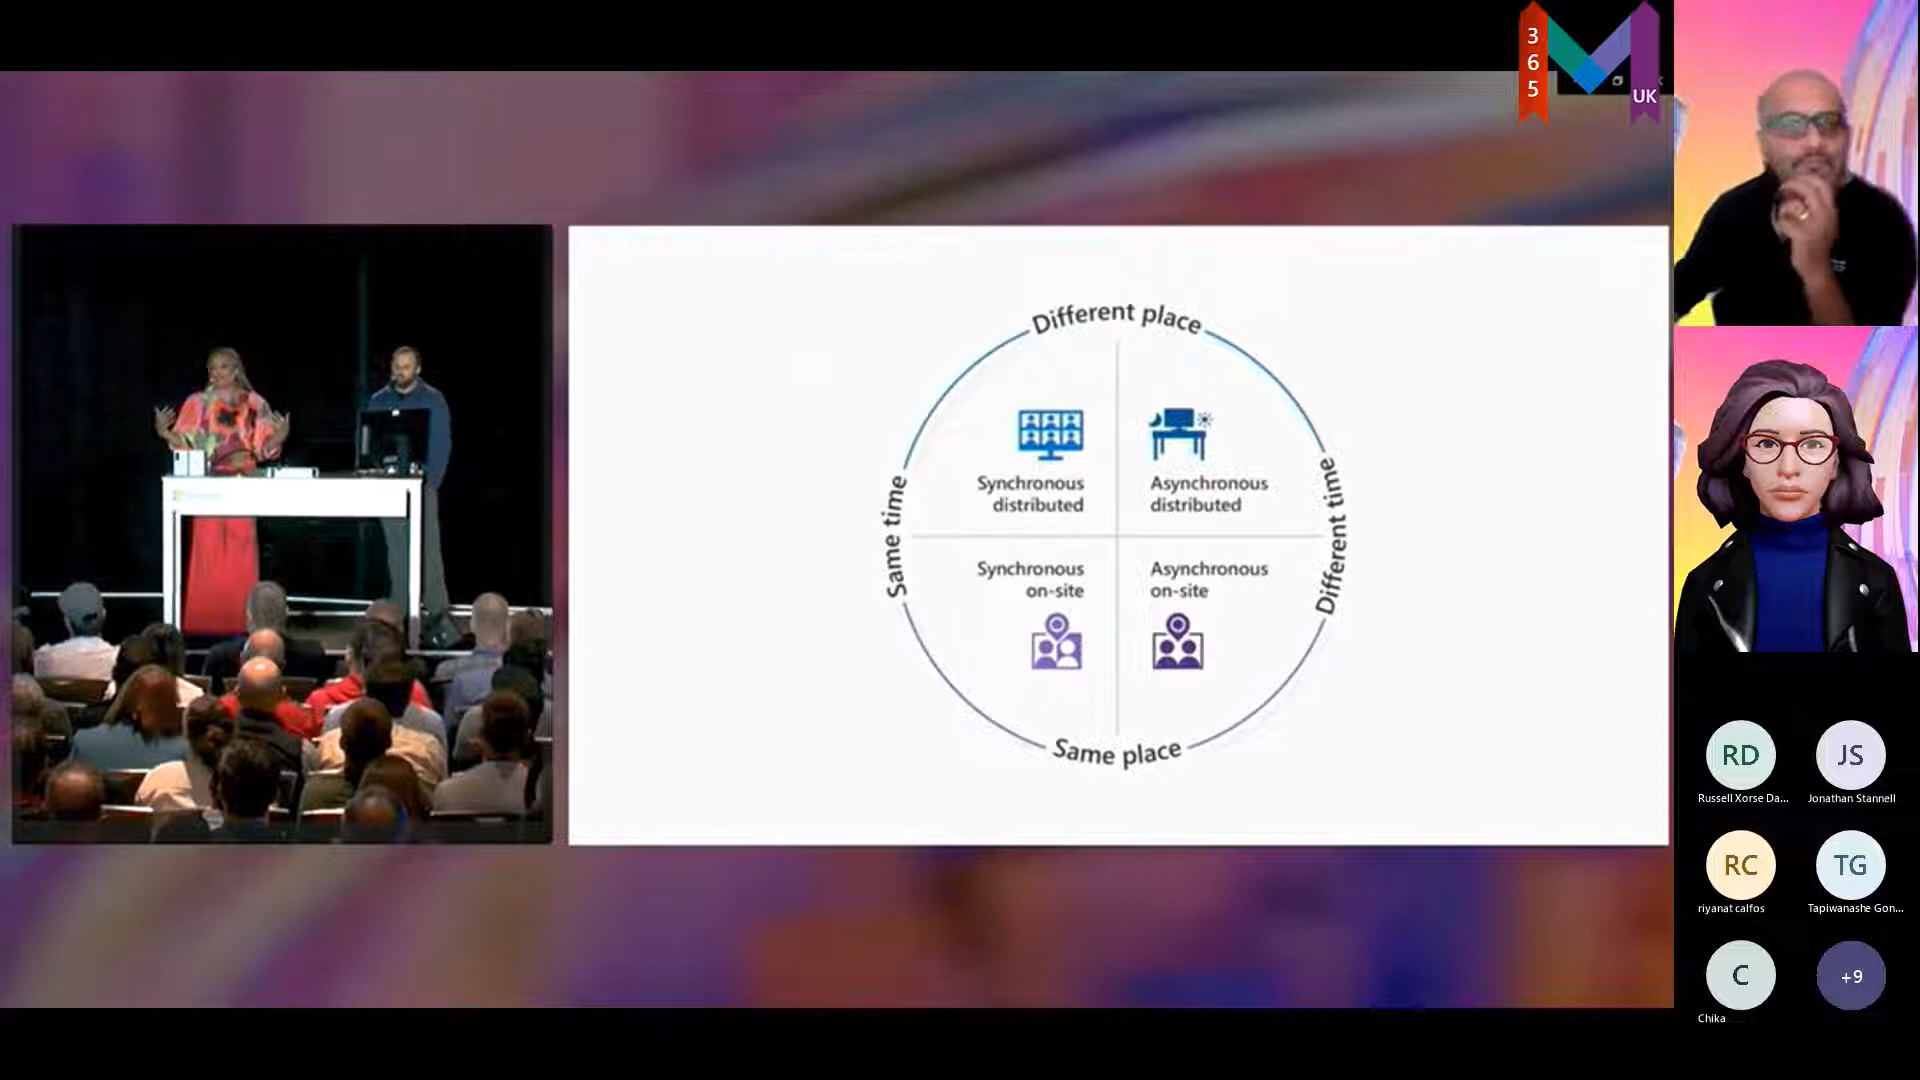 3
6
5
UK
Different place
Same time
Different time
Synchronous
distributed
Asynchronous
distributed
Synchronous
on-site
Asynchronous
on-site
Same place
RD
Russell Xorse Da...
JS
Jonathan Stannell
RC
riyanat calfos
TG
Tapiwanashe Gon...
C
Chika
+9